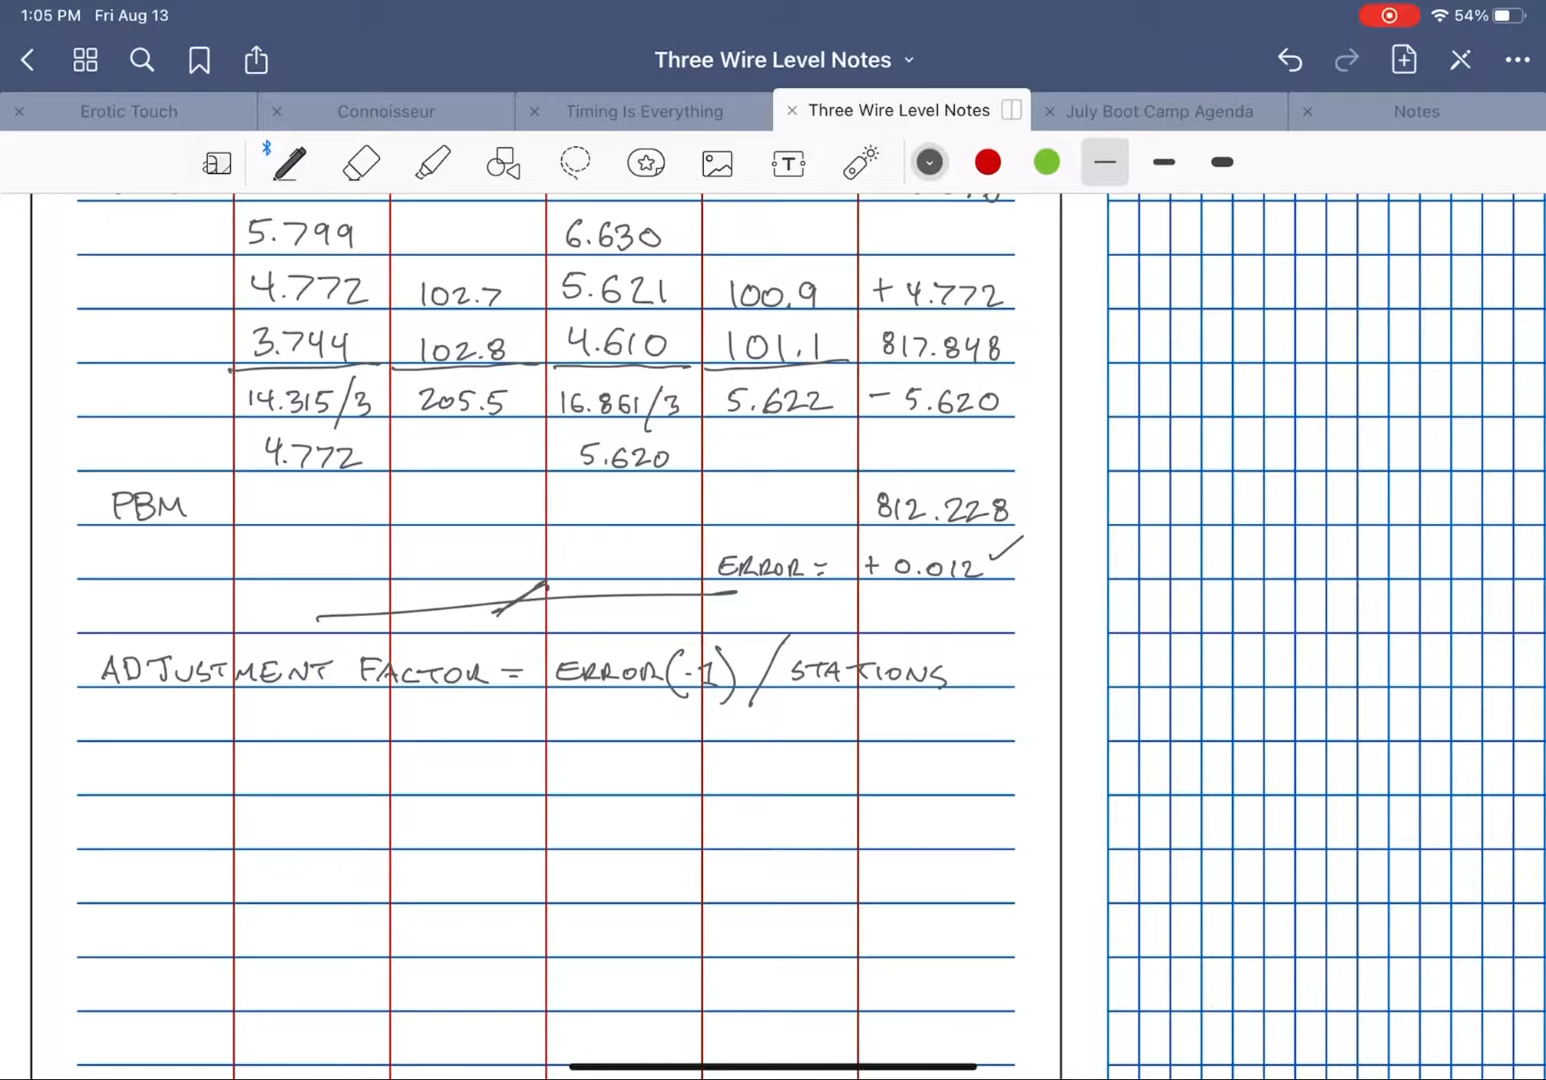 1:05 PM Fri Aug 13 54%
Three Wire Level Notes
Erotic Touch Connoisseur Timing Is Everything Three Wire Level Notes July Boot Camp Agenda Notes
T
5.799 6.630
4.772 102.7 5.621 100.9 + 4.772
3.744 102.8 4.610 101.1 817.848
14.315/3 205.5 16.861/3 5.622 - 5.620
4.772 5.620
PBM 812.228
ERROR = + 0.012 ✓
ADJUSTMENT FACTOR = ERROR(-1) / STATIONS